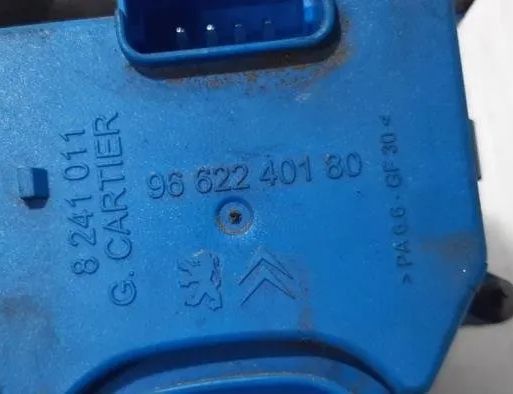 8 241 011
G. CARTIER
96 622 401 80
> PA 6.6 - GF 30 <